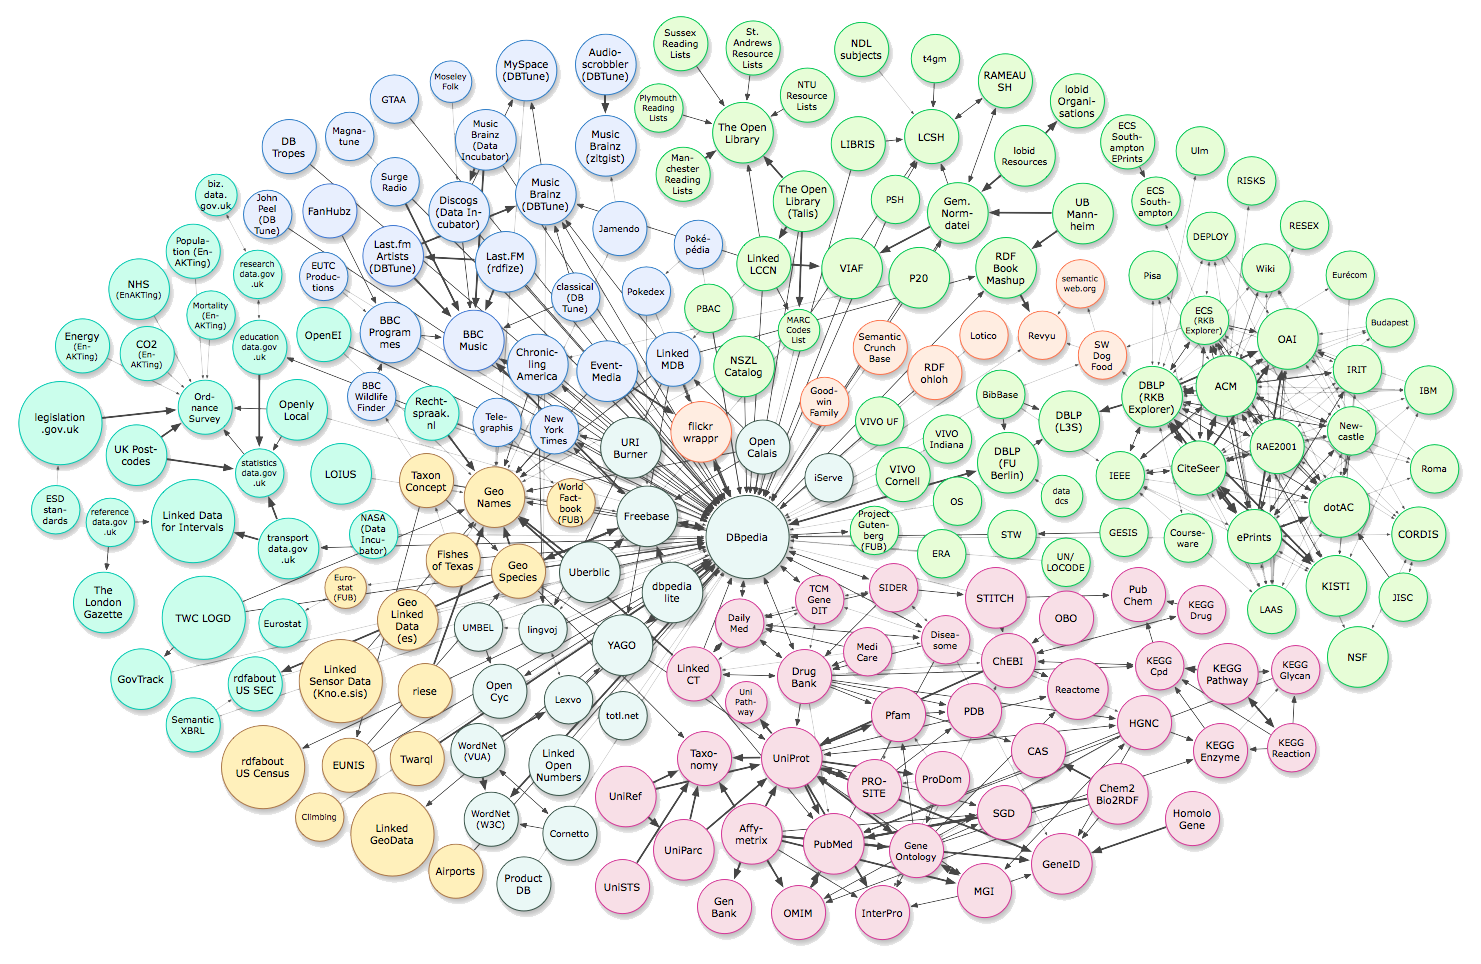 Sussex
Reading
Lists
St.
Andrews
Resource
Lists
NDL
subjects
t4gm
RAMEAU
SH
lobid
Organi-
sations
MySpace
(DBTune)
Audio-
scrobbler
(DBTune)
Moseley
Folk
GTAA
Plymouth
Reading
Lists
NTU
Resource
Lists
The Open
Library
LCSH
LIBRIS
lobid
Resources
ECS
South-
ampton
EPrints
Ulm
DB
Tropes
Magna-
tune
Music
Brainz
(Data
Incubator)
Music
Brainz
(zitgist)
Man-
chester
Reading
Lists
The Open
Library
(Talis)
PSH
Gem.
Norm-
datei
UB
Mann-
heim
ECS
South-
ampton
RISKS
biz.
data.
gov.uk
John
Peel
(DB
Tune)
FanHubz
Surge
Radio
Discogs
(Data In-
cubator)
Music
Brainz
(DBTune)
Jamendo
Poké-
pédia
DEPLOY
RESEX
Popula-
tion (En-
AKTing)
research
data.gov
.uk
EUTC
Produc-
tions
Last.fm
Artists
(DBTune)
Last.FM
(rdfize)
Linked
LCCN
VIAF
P20
RDF
Book
Mashup
semantic
web.org
Pisa
Wiki
Eurécom
NHS
(EnAKTing)
Mortality
(En-
AKTing)
classical
(DB
Tune)
Pokedex
PBAC
MARC
Codes
List
ECS
(RKB
Explorer)
OAI
Budapest
Energy
(En-
AKTing)
CO2
(En-
AKTing)
education
data.gov
.uk
OpenEI
BBC
Program
mes
BBC
Music
Chronic-
ling
America
Event-
Media
Linked
MDB
NSZL
Catalog
Semantic
Crunch
Base
RDF
ohloh
Lotico
Revyu
SW
Dog
Food
IRIT
IBM
legislation
.gov.uk
Ord-
nance
Survey
Openly
Local
BBC
Wildlife
Finder
Recht-
spraak.
nl
Tele-
graphis
New
York
Times
URI
Burner
flickr
wrappr
Open
Calais
Good-
win
Family
VIVO UF
VIVO
Indiana
BibBase
DBLP
(L3S)
DBLP
(RKB
Explorer)
ACM
RAE2001
New-
castle
UK Post-
codes
statistics
data.gov
.uk
LOIUS
Taxon
Concept
Geo
Names
World
Fact-
book
(FUB)
Freebase
iServe
VIVO
Cornell
DBLP
(FU
Berlin)
data
dcs
IEEE
CiteSeer
Roma
ESD
stan-
dards
reference
data.gov
.uk
Linked Data
for Intervals
transport
data.gov
.uk
NASA
(Data
Incu-
bator)
DBpedia
Project
Guten-
berg
(FUB)
OS
STW
GESIS
Course-
ware
ePrints
dotAC
CORDIS
The
London
Gazette
TWC LOGD
Euro-
stat
(FUB)
Eurostat
Fishes
of Texas
Geo
Species
Uberblic
dbpedia
lite
ERA
UN/
LOCODE
LAAS
KISTI
JISC
NSF
Geo
Linked
Data
(es)
UMBEL
lingvoj
YAGO
Daily
Med
TCM
Gene
DIT
SIDER
STITCH
OBO
Pub
Chem
KEGG
Drug
GovTrack
rdfabout
US SEC
Semantic
XBRL
Linked
Sensor Data
(Kno.e.sis)
riese
Open
Cyc
Lexvo
totl.net
Linked
CT
Uni
Path-
way
Drug
Bank
Medi
Care
Disea-
some
ChEBI
Reactome
KEGG
Cpd
KEGG
Pathway
KEGG
Glycan
rdfabout
US Census
EUNIS
Twarql
WordNet
(VUA)
Linked
Open
Numbers
Taxo-
nomy
UniProt
Pfam
PDB
CAS
HGNC
KEGG
Enzyme
KEGG
Reaction
Climbing
Linked
GeoData
WordNet
(W3C)
Cornetto
UniRef
PRO-
SITE
ProDom
SGD
Chem2
Bio2RDF
Homolo
Gene
Airports
Product
DB
UniParc
UniSTS
Affy-
metrix
PubMed
Gene
Ontology
GeneID
Gen
Bank
OMIM
InterPro
MGI